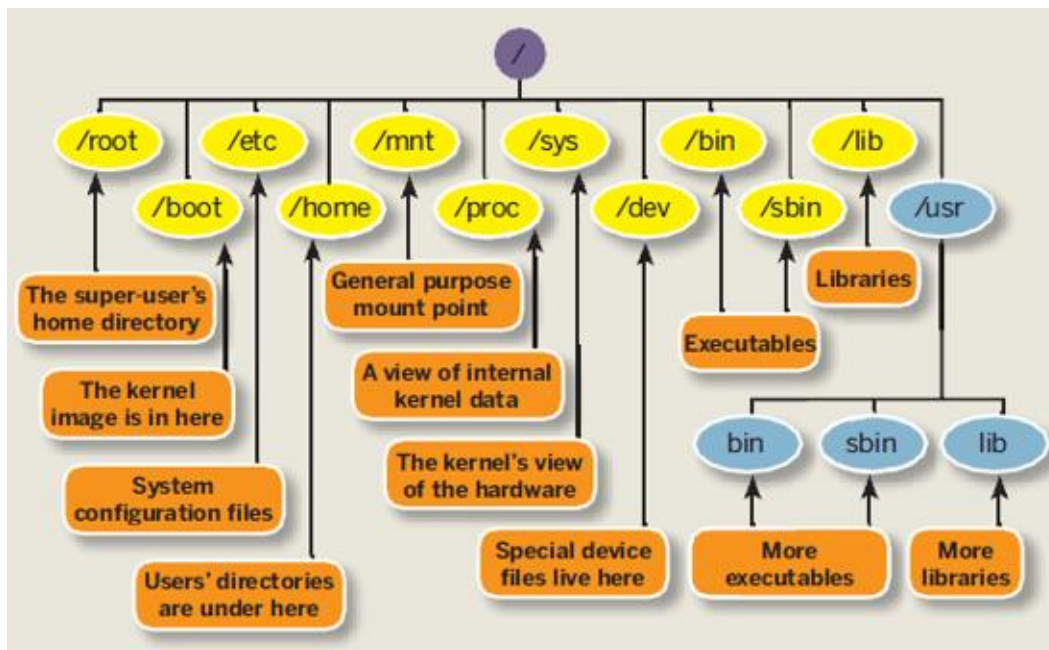 /
/root
/etc
/mnt
/sys
/bin
/lib
/boot
/home
/proc
/dev
/sbin
/usr
The super-user's
home directory
General purpose
mount point
Libraries
Executables
The kernel
image is in here
A view of internal
kernel data
bin
sbin
lib
System
configuration files
The kernel's view
of the hardware
Users' directories
are under here
Special device
files live here
More
executables
More
libraries